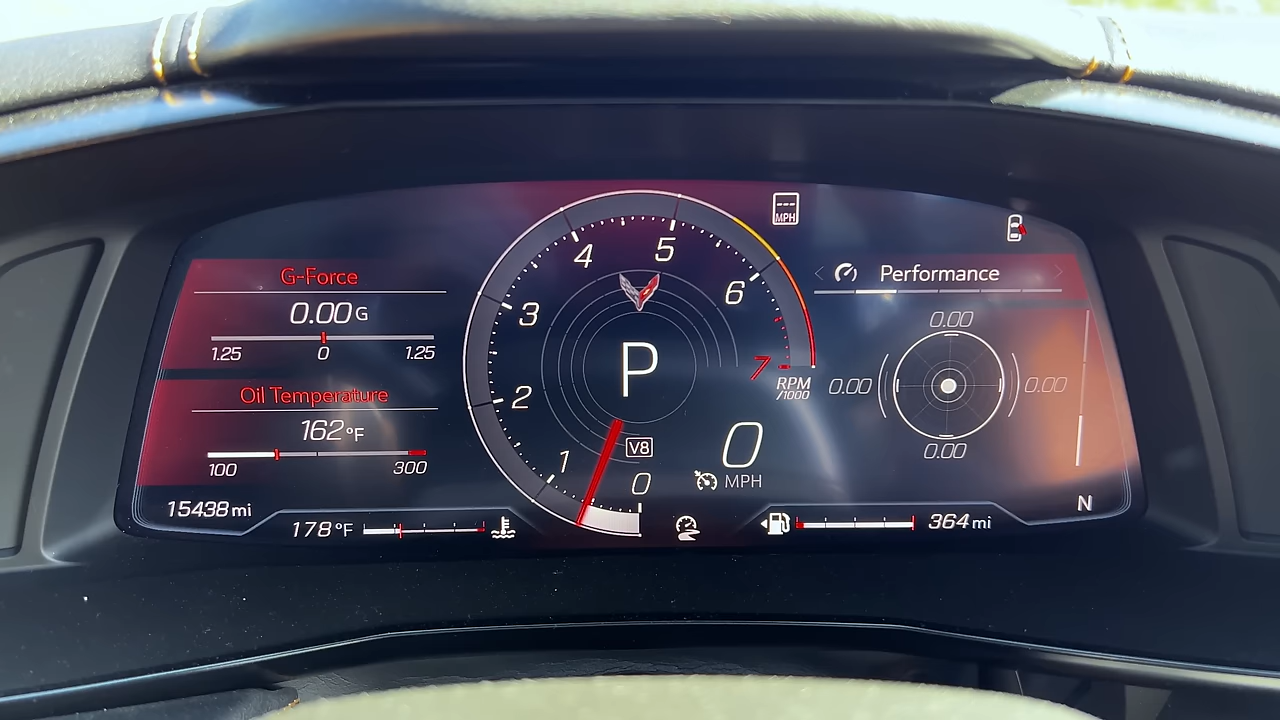 G-Force
0.00 G
1.25 0 1.25
Oil Temperature
162 °F
100 300
15438 mi
178 °F
4 5
3 6
2 7
1 0
RPM
/1000
P
V8
0
MPH
---
MPH
Performance
0.00
0.00 0.00
0.00
364 mi
N